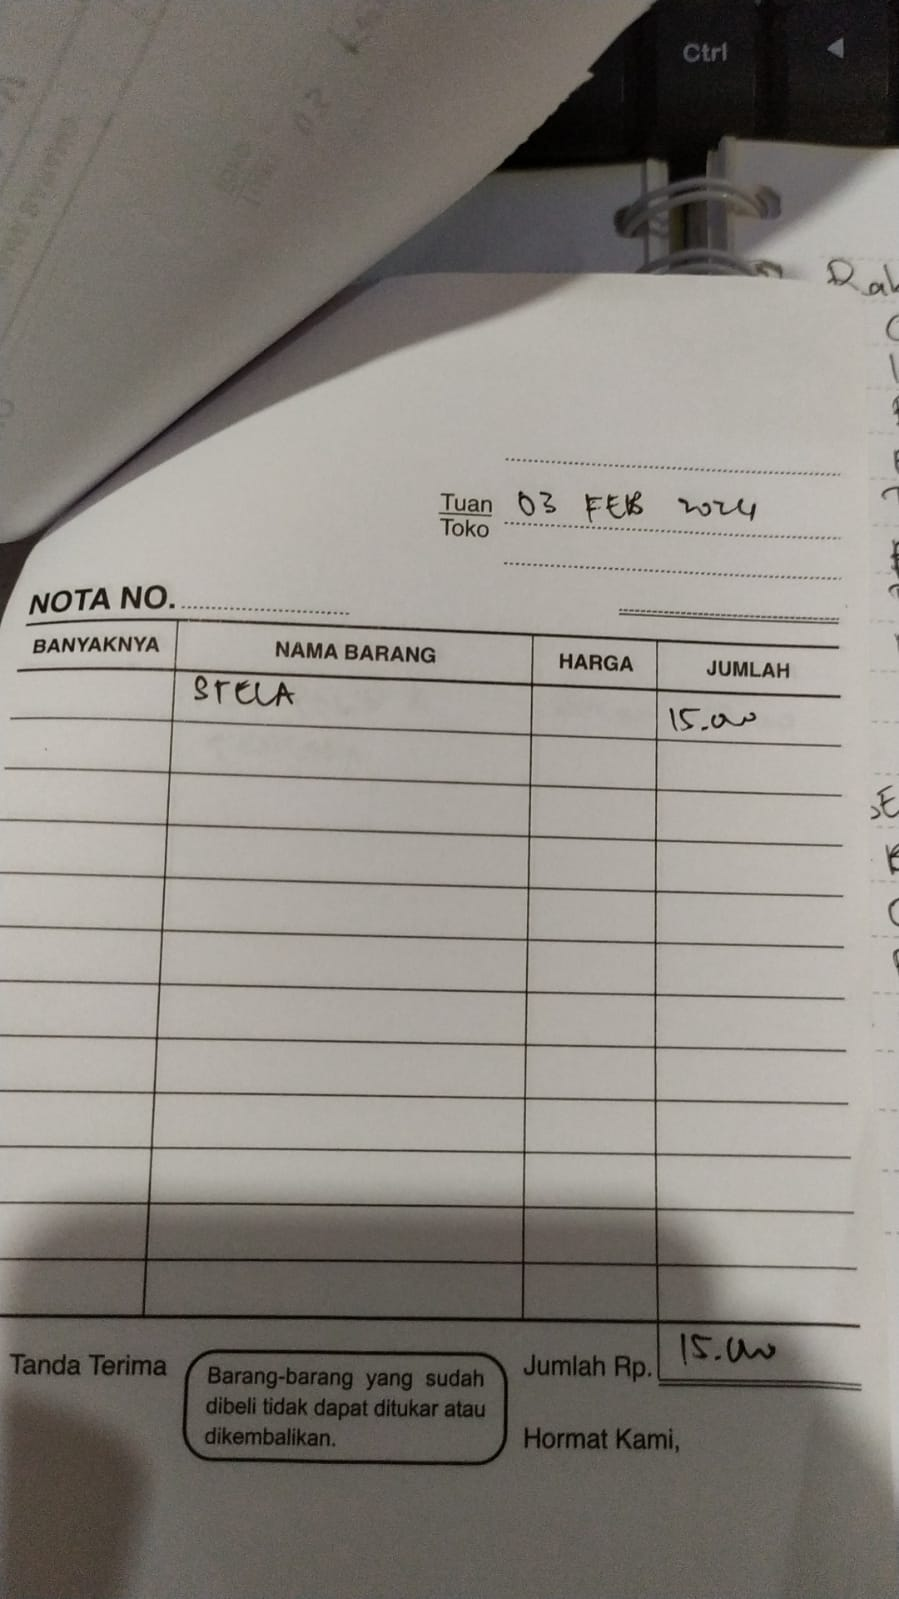 Ctrl
Tuan 03 FEB 2024
Toko
NOTA NO.
BANYAKNYA NAMA BARANG HARGA JUMLAH
STELA 15.000
Tanda Terima
Barang-barang yang sudah
dibeli tidak dapat ditukar atau
dikembalikan.
Jumlah Rp. 15.000
Hormat Kami,